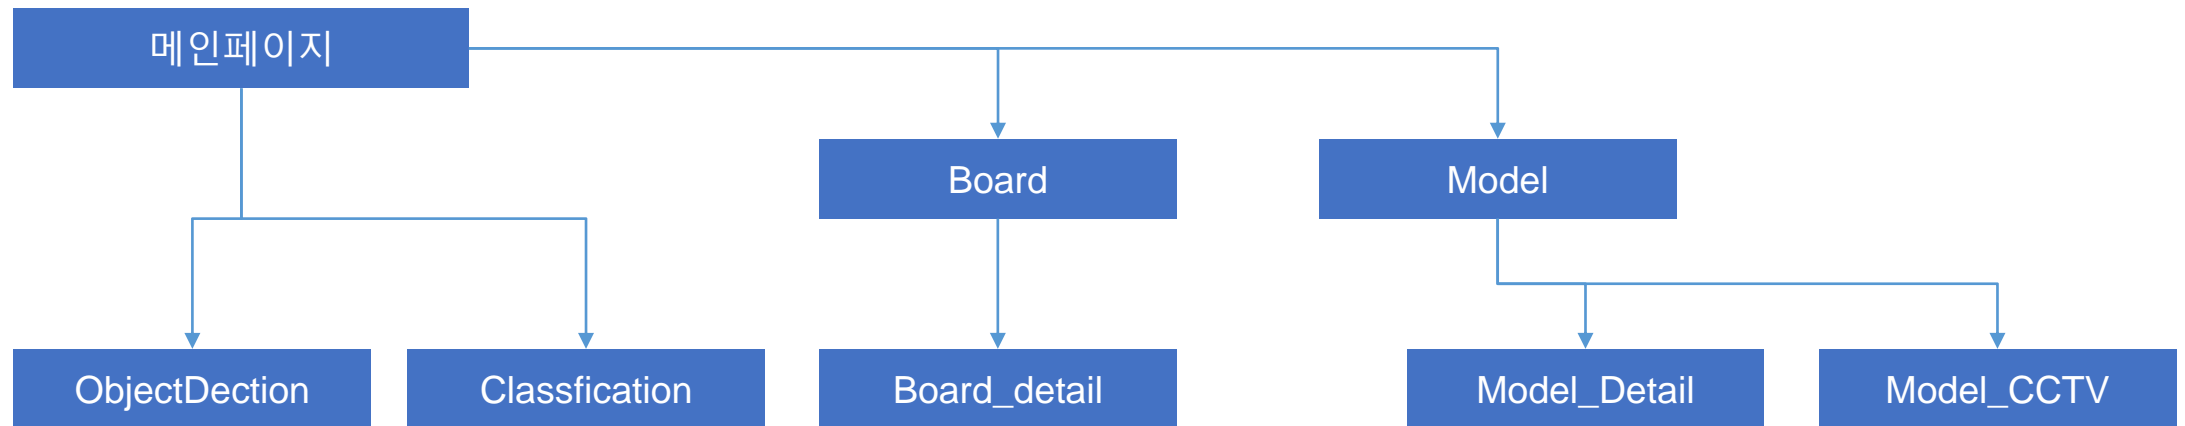 메인페이지
Board
Model
ObjectDection
Classfication
Board_detail
Model_Detail
Model_CCTV